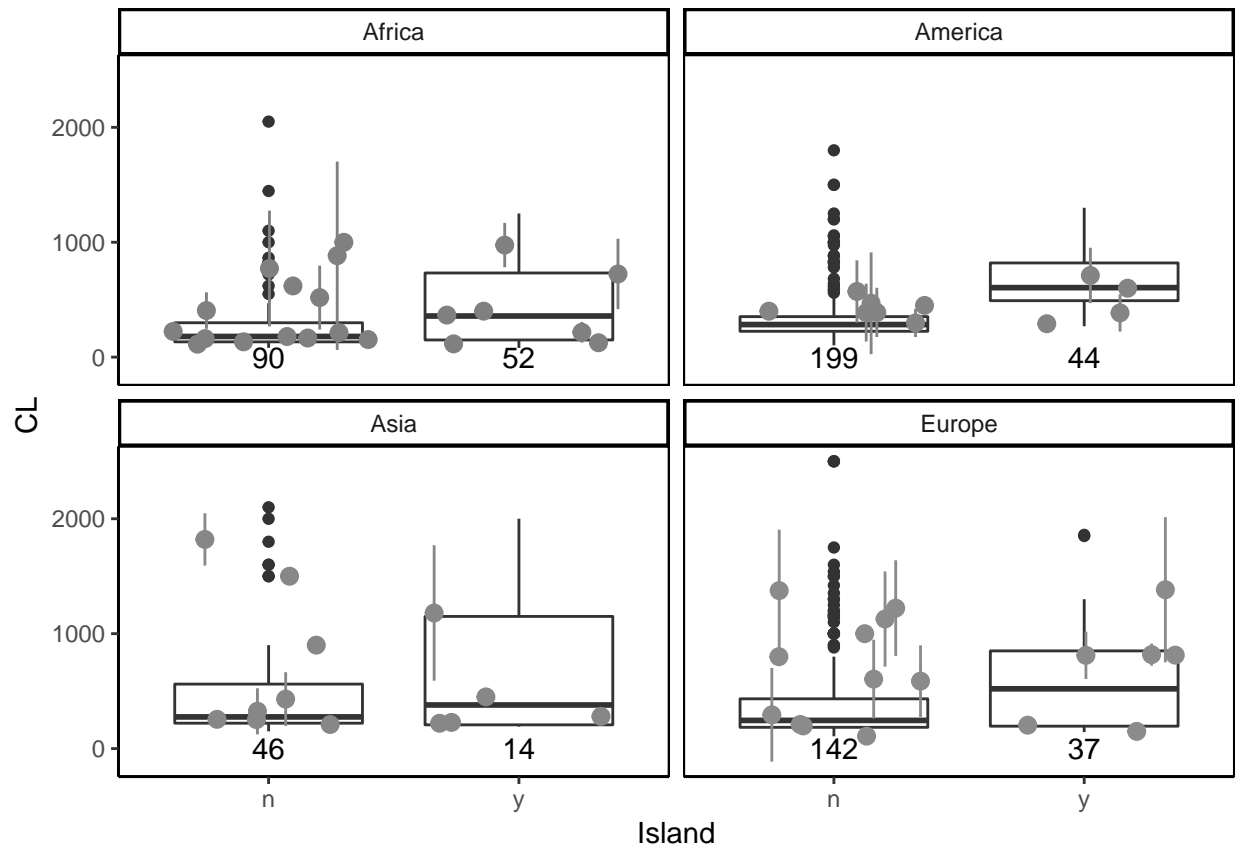 Africa
America
2000
1000
0
90
52
199
44
CL
Asia
Europe
2000
1000
0
46
14
142
37
n
y
n
y
Island